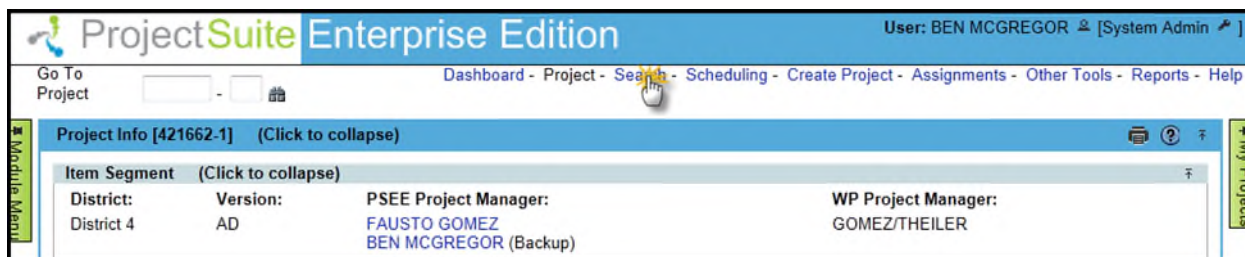 ProjectSuite Enterprise Edition
User: BEN MCGREGOR [System Admin ]
Go To
Project
-
Dashboard - Project - Search - Scheduling - Create Project - Assignments - Other Tools - Reports - Help
Module Menu
Project Info [421662-1] (Click to collapse)
My Projects
Item Segment (Click to collapse)
District: Version: PSEE Project Manager: WP Project Manager:
District 4 AD FAUSTO GOMEZ GOMEZ/THEILER
BEN MCGREGOR (Backup)